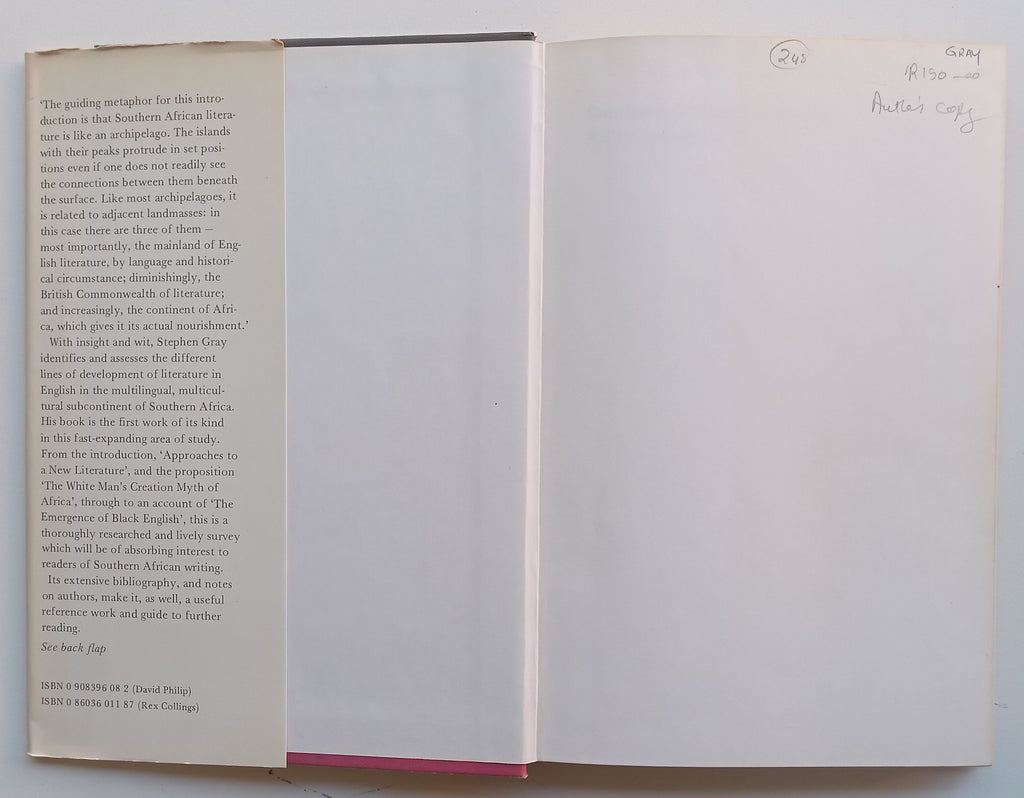 'The guiding metaphor for this intro-
duction is that Southern African litera-
ture is like an archipelago. The islands
with their peaks protrude in set posi-
tions even if one does not readily see
the connections between them beneath
the surface. Like most archipelagoes, it
is related to adjacent landmasses: in
this case there are three of them —
most importantly, the mainland of Eng-
lish literature, by language and histori-
cal circumstance; diminishingly, the
British Commonwealth of literature;
and increasingly, the continent of Afri-
ca, which gives it its actual nourishment.'
With insight and wit, Stephen Gray
identifies and assesses the different
lines of development of literature in
English in the multilingual, multicul-
tural subcontinent of Southern Africa.
His book is the first work of its kind
in this fast-expanding area of study.
From the introduction, 'Approaches to
a New Literature', and the proposition
'The White Man's Creation Myth of
Africa', through to an account of 'The
Emergence of Black English', this is a
thoroughly researched and lively survey
which will be of absorbing interest to
readers of Southern African writing.
Its extensive bibliography, and notes
on authors, make it, as well, a useful
reference work and guide to further
reading.
See back flap
ISBN 0 908396 08 2 (David Philip)
ISBN 0 86036 011 87 (Rex Collings)
248
GRAY
R150 —00
copy